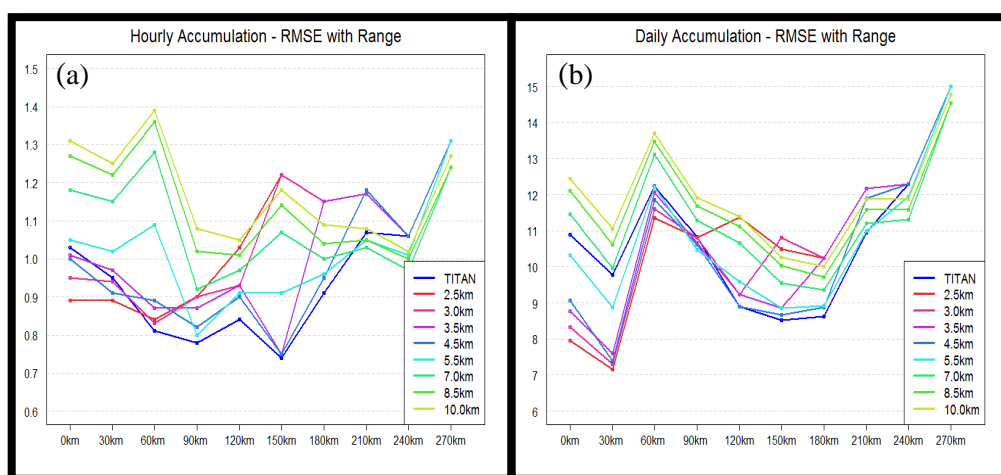 Hourly Accumulation - RMSE with Range
(a)
1.5
1.4
1.3
1.2
1.1
1.0
0.9
0.8
0.7
0.6
0km 30km 60km 90km 120km 150km 180km 210km 240km 270km
TITAN
2.5km
3.0km
3.5km
4.5km
5.5km
7.0km
8.5km
10.0km
Daily Accumulation - RMSE with Range
(b)
15
14
13
12
11
10
9
8
7
6
0km 30km 60km 90km 120km 150km 180km 210km 240km 270km
TITAN
2.5km
3.0km
3.5km
4.5km
5.5km
7.0km
8.5km
10.0km